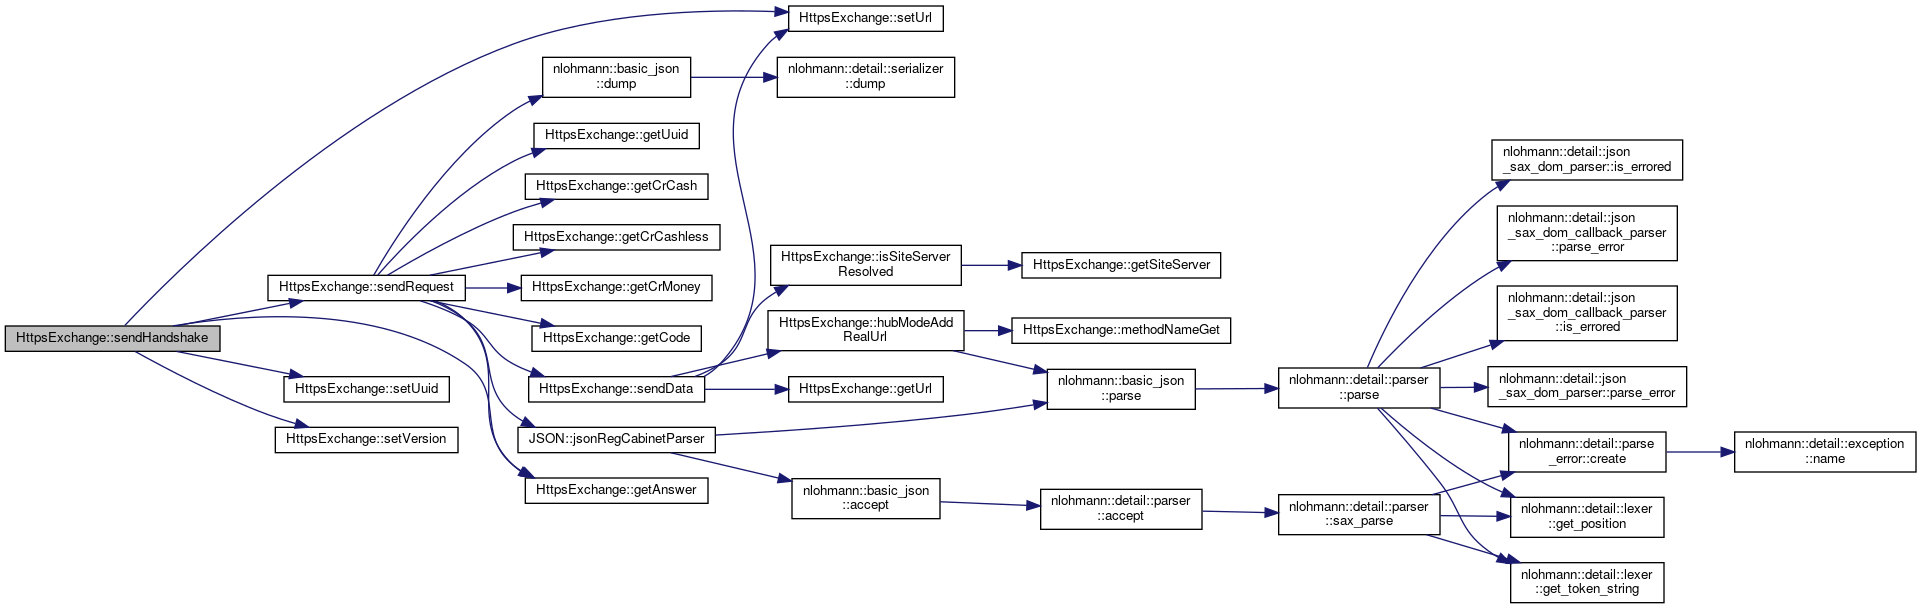 HttpsExchange::sendHandshake
HttpsExchange::sendRequest
HttpsExchange::setUuid
HttpsExchange::setVersion
nlohmann::basic_json
::dump
HttpsExchange::getUuid
HttpsExchange::getCrCash
HttpsExchange::getCrCashless
HttpsExchange::getCrMoney
HttpsExchange::getCode
HttpsExchange::sendData
JSON::jsonRegCabinetParser
HttpsExchange::getAnswer
HttpsExchange::setUrl
nlohmann::detail::serializer
::dump
HttpsExchange::isSiteServer
Resolved
HttpsExchange::hubModeAdd
RealUrl
HttpsExchange::getUrl
nlohmann::basic_json
::accept
HttpsExchange::getSiteServer
HttpsExchange::methodNameGet
nlohmann::basic_json
::parse
nlohmann::detail::parser
::accept
nlohmann::detail::parser
::parse
nlohmann::detail::parser
::sax_parse
nlohmann::detail::json
_sax_dom_parser::is_errored
nlohmann::detail::json
_sax_dom_callback_parser
::parse_error
nlohmann::detail::json
_sax_dom_callback_parser
::is_errored
nlohmann::detail::json
_sax_dom_parser::parse_error
nlohmann::detail::parse
_error::create
nlohmann::detail::lexer
::get_position
nlohmann::detail::lexer
::get_token_string
nlohmann::detail::exception
::name